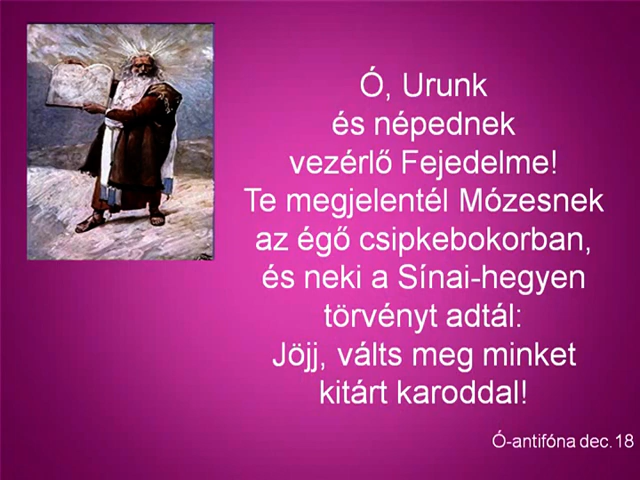 Ó, Urunk
és népednek
vezérlő Fejedelme!
Te megjelentél Mózesnek
az égő csipkebokorban,
és neki a Sínai-hegyen
törvényt adtál:
Jöjj, válts meg minket
kitárt karoddal!
Ó-antifóna dec.18